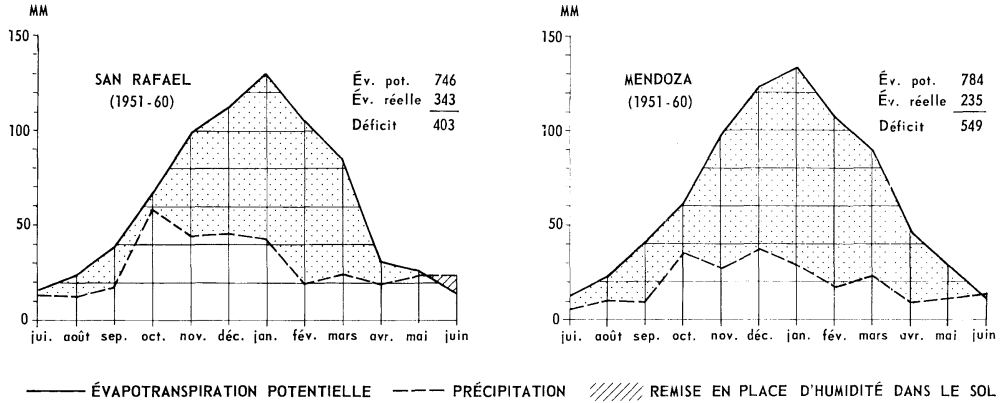 MM
150
100
50
0
SAN RAFAEL
(1951-60)
Év. pot. 746
Év. réelle 343
Déficit 403
jui. août sep. oct. nov. déc. jan. fév. mars avr. mai juin
MM
150
100
50
0
MENDOZA
(1951-60)
Év. pot. 784
Év. réelle 235
Déficit 549
jui. août sep. oct. nov. déc. jan. fév. mars avr. mai juin
ÉVAPOTRANSPIRATION POTENTIELLE PRÉCIPITATION REMISE EN PLACE D'HUMIDITÉ DANS LE SOL